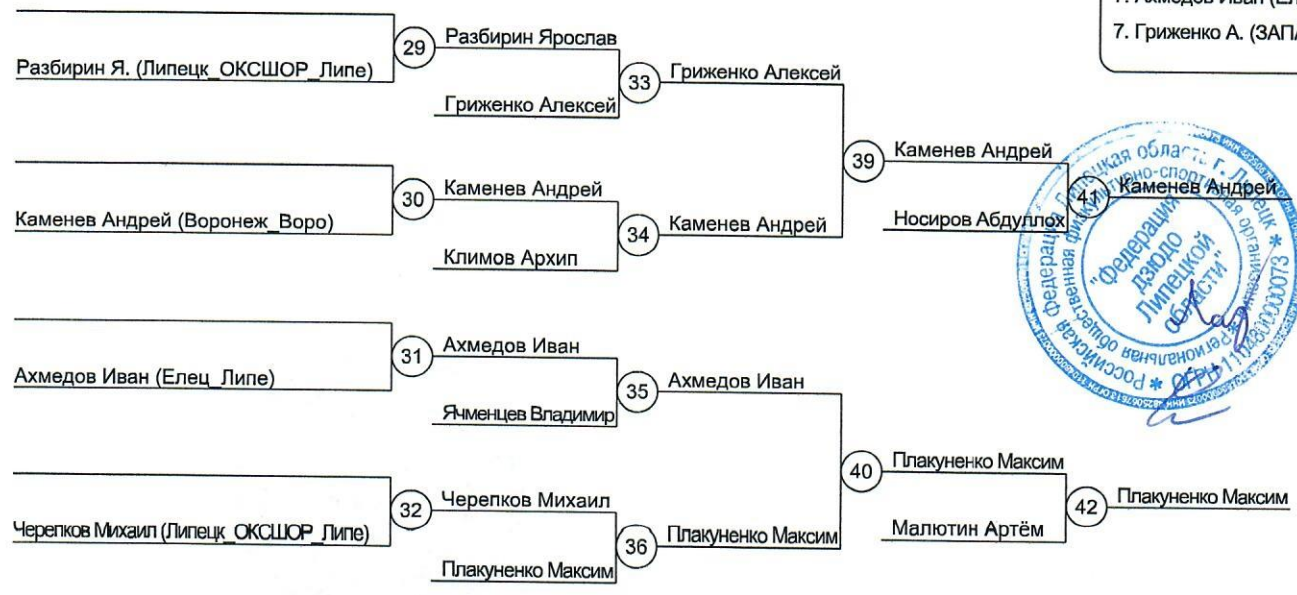 7. Гриженко А. (ЗАПА
29
Разбирин Ярослав
Разбирин Я. (Липецк_ОКСШОР_Липе)
33
Гриженко Алексей
Гриженко Алексей
39
Каменев Андрей
30
Каменев Андрей
Каменев Андрей (Воронеж_Воро)
34
Каменев Андрей
Климов Архип
Носиров Абдуллох
41
Каменев Андрей
31
Ахмедов Иван
Ахмедов Иван (Елец_Липе)
35
Ахмедов Иван
Ячменцев Владимир
40
Плакуненко Максим
32
Черепков Михаил
Черепков Михаил (Липецк_ОКСШОР_Липе)
36
Плакуненко Максим
Плакуненко Максим
Малютин Артём
42
Плакуненко Максим
"Федерация
дзюдо
Липецкой
области"